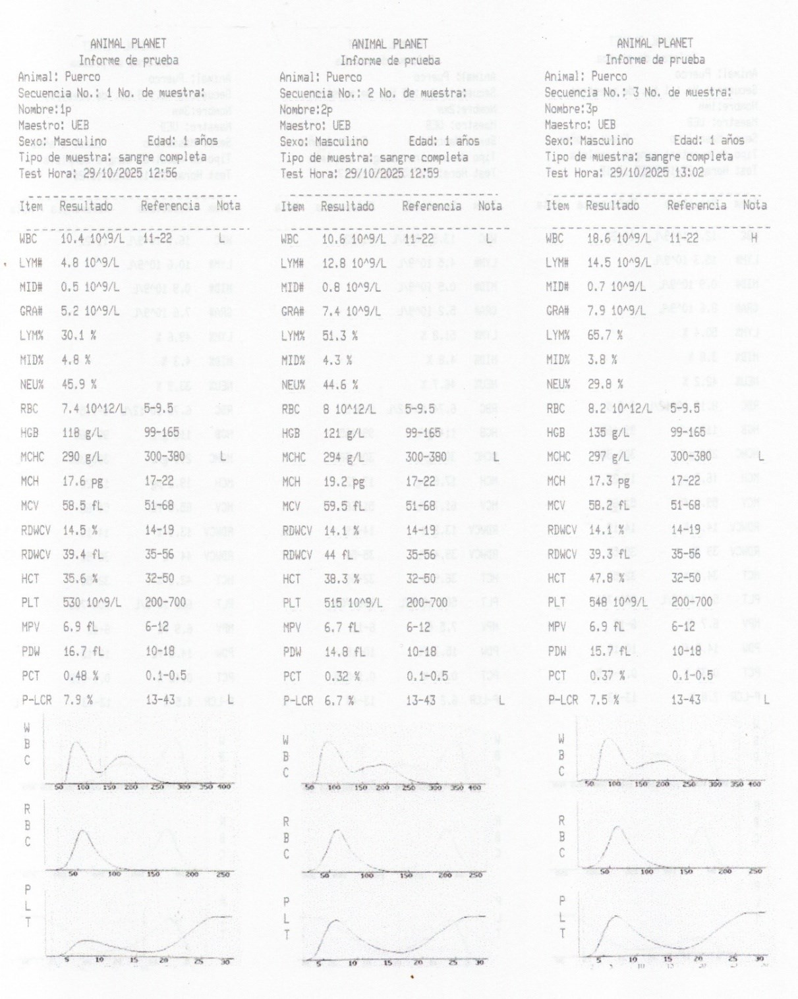 ANIMAL PLANET
Informe de prueba
Animal: Puerco
Secuencia No.: 1 No. de muestra:
Nombre:1p
Maestro: UEB
Sexo: Masculino Edad: 1 años
Tipo de muestra: sangre completa
Test Hora: 29/10/2025 12:56
Item Resultado Referencia Nota
WBC 10.4 10^9/L 11-22 L
LYM# 4.8 10^9/L
MID# 0.5 10^9/L
GRA# 5.2 10^9/L
LYM% 30.1 %
MID% 4.8 %
NEU% 45.9 %
RBC 7.4 10^12/L 5-9.5
HGB 118 g/L 99-165
MCHC 290 g/L 300-380 L
MCH 17.6 pg 17-22
MCV 58.5 fL 51-68
RDWCV 14.5 % 14-19
RDWCV 39.4 fL 35-56
HCT 35.6 % 32-50
PLT 530 10^9/L 200-700
MPV 6.9 fL 6-12
PDW 16.7 fL 10-18
PCT 0.48 % 0.1-0.5
P-LCR 7.9 % 13-43 L
W
B
C
50 100 150 200 250 300 350 400
R
B
C
50 100 150 200 250
P
L
T
5 10 15 20 25 30
ANIMAL PLANET
Informe de prueba
Animal: Puerco
Secuencia No.: 2 No. de muestra:
Nombre:2p
Maestro: UEB
Sexo: Masculino Edad: 1 años
Tipo de muestra: sangre completa
Test Hora: 29/10/2025 12:59
Item Resultado Referencia Nota
WBC 10.6 10^9/L 11-22 L
LYM# 12.8 10^9/L
MID# 0.8 10^9/L
GRA# 7.4 10^9/L
LYM% 51.3 %
MID% 4.3 %
NEU% 44.6 %
RBC 8 10^12/L 5-9.5
HGB 121 g/L 99-165
MCHC 294 g/L 300-380 L
MCH 19.2 pg 17-22
MCV 59.5 fL 51-68
RDWCV 14.1 % 14-19
RDWCV 44 fL 35-56
HCT 38.3 % 32-50
PLT 515 10^9/L 200-700
MPV 6.7 fL 6-12
PDW 14.8 fL 10-18
PCT 0.32 % 0.1-0.5
P-LCR 6.7 % 13-43 L
W
B
C
50 100 150 200 250 300 350 400
R
B
C
50 100 150 200 250
P
L
T
5 10 15 20 25 30
ANIMAL PLANET
Informe de prueba
Animal: Puerco
Secuencia No.: 3 No. de muestra:
Nombre:3p
Maestro: UEB
Sexo: Masculino Edad: 1 años
Tipo de muestra: sangre completa
Test Hora: 29/10/2025 13:02
Item Resultado Referencia Nota
WBC 18.6 10^9/L 11-22 H
LYM# 14.5 10^9/L
MID# 0.7 10^9/L
GRA# 7.9 10^9/L
LYM% 65.7 %
MID% 3.8 %
NEU% 29.8 %
RBC 8.2 10^12/L 5-9.5
HGB 135 g/L 99-165
MCHC 297 g/L 300-380 L
MCH 17.3 pg 17-22
MCV 58.2 fL 51-68
RDWCV 14.1 % 14-19
RDWCV 39.3 fL 35-56
HCT 47.8 % 32-50
PLT 548 10^9/L 200-700
MPV 6.9 fL 6-12
PDW 15.7 fL 10-18
PCT 0.37 % 0.1-0.5
P-LCR 7.5 % 13-43 L
W
B
C
50 100 150 200 250 300 350 400
R
B
C
50 100 150 200 250
P
L
T
5 10 15 20 25 30